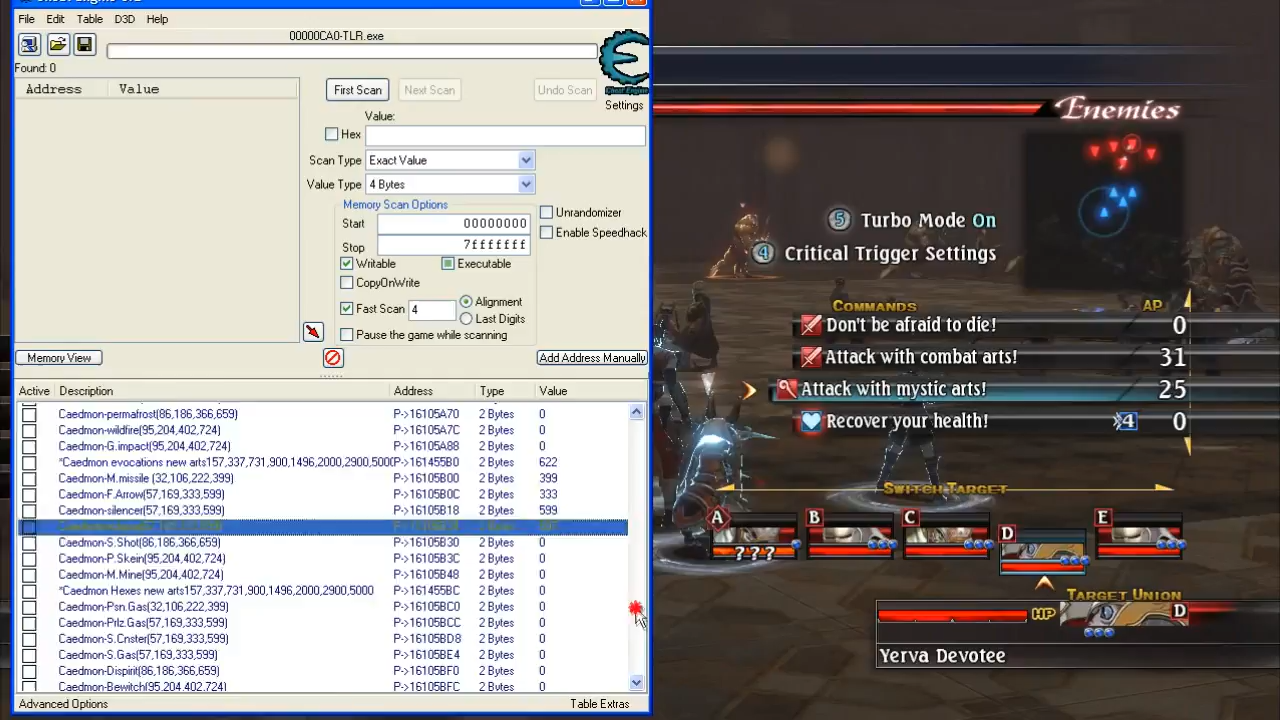 File Edit Table D3D Help
00000CA0-TLR.exe
Found: 0
Address Value
First Scan Next Scan Undo Scan
Cheat Engine
Settings
Value:
Hex
Scan Type Exact Value
Value Type 4 Bytes
Memory Scan Options
Start 00000000
Stop 7fffffff
Unrandomizer
Enable Speedhack
Writable Executable
CopyOnWrite
Fast Scan 4 Alignment
Last Digits
Pause the game while scanning
Memory View Add Address Manually
Active Description Address Type Value
Caedmon-permafrost(86,186,366,659) P->16105A70 2 Bytes 0
Caedmon-wildfire(95,204,402,724) P->16105A7C 2 Bytes 0
Caedmon-G.impact(95,204,402,724) P->16105A88 2 Bytes 0
"Caedmon evocations new arts157,337,731,900,1496,2000,2900,500( P->161455B0 2 Bytes 622
Caedmon-M.missile (32,106,222,399) P->16105B00 2 Bytes 399
Caedmon-F.Arrow(57,169,333,599) P->16105B0C 2 Bytes 333
Caedmon-silencer(57,169,333,599) P->16105B18 2 Bytes 599
Caedmon-S.Shot(86,186,366,659) P->16105B30 2 Bytes 0
Caedmon-P.Skein(95,204,402,724) P->16105B3C 2 Bytes 0
Caedmon-M.Mine(95,204,402,724) P->16105B48 2 Bytes 0
"Caedmon Hexes new arts157,337,731,900,1496,2000,2900,5000 P->161455BC 2 Bytes 0
Caedmon-Psn.Gas(32,106,222,399) P->16105BC0 2 Bytes 0
Caedmon-Prlz.Gas(57,169,333,599) P->16105BCC 2 Bytes 0
Caedmon-S.Cnster(57,169,333,599) P->16105BD8 2 Bytes 0
Caedmon-S.Gas(57,169,333,599) P->16105BE4 2 Bytes 0
Caedmon-Dispirit(86,186,366,659) P->16105BF0 2 Bytes 0
Caedmon-Bewitch(95,204,402,724) P->16105BFC 2 Bytes 0
Advanced Options Table Extras
Enemies
5 Turbo Mode On
4 Critical Trigger Settings
Commands AP
Don't be afraid to die! 0
Attack with combat arts! 31
Attack with mystic arts! 25
Recover your health! 4 0
Switch Target
A B C D E
???
Target Union
HP D
Yerva Devotee